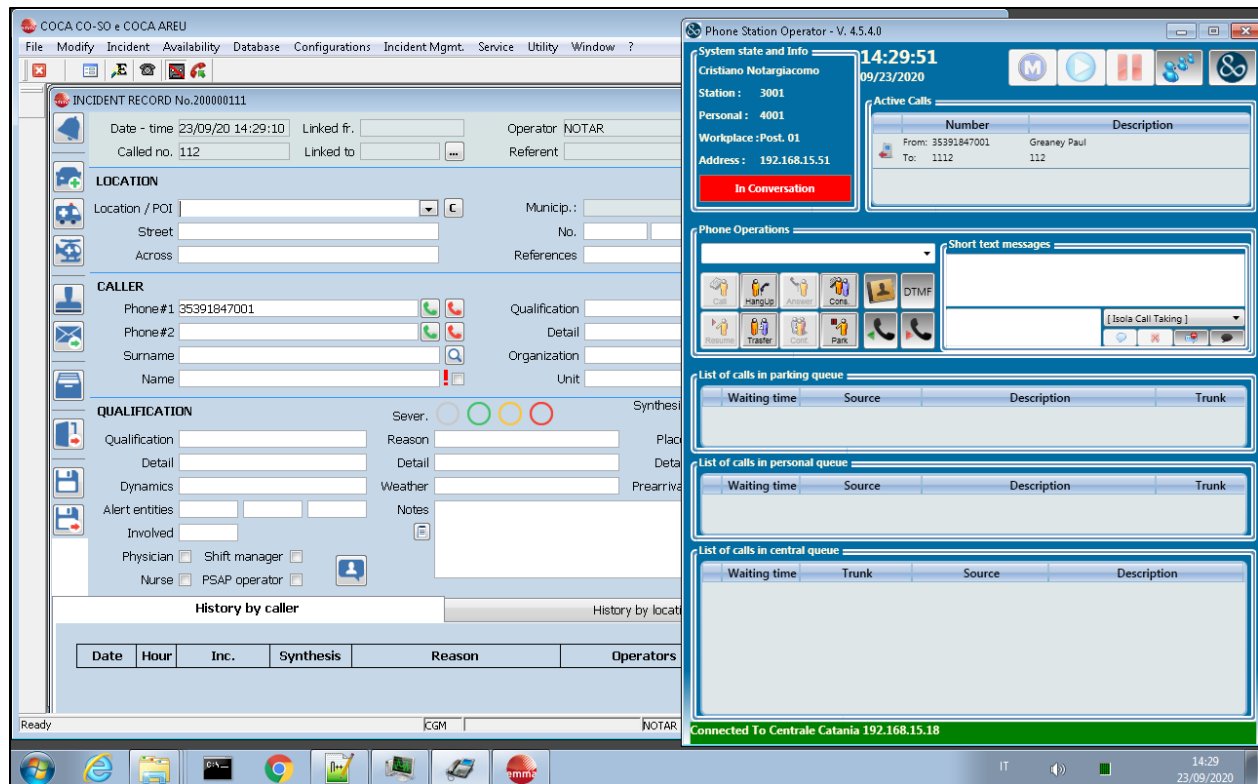 COCA CO-SO e COCA AREU
File Modify Incident Availability Database Configurations Incident Mgmt. Service Utility Window ?
INCIDENT RECORD No.200000111
Date - time 23/09/20 14:29:10 Linked fr. Operator NOTAR
Called no. 112 Linked to ... Referent
LOCATION
Location / POI C Municip.:
Street No.
Across References
CALLER
Phone#1 35391847001 Qualification
Phone#2 Detail
Surname Organization
Name ! Unit
QUALIFICATION Sever. Synthesi
Qualification Reason Place
Detail Detail Deta
Dynamics Weather Prearriva
Alert entities Notes
Involved
Physician Shift manager
Nurse PSAP operator
History by caller History by locati
Date Hour Inc. Synthesis Reason Operators
Ready CGM NOTAR
Phone Station Operator - V. 4.5.4.0
System state and Info
Cristiano Notargiacomo
Station : 3001
Personal : 4001
Workplace :Post. 01
Address : 192.168.15.51
In Conversation
14:29:51
09/23/2020
M
Active Calls
Number Description
From: 35391847001 Greaney Paul
To: 1112 112
Phone Operations
Call HangUp Answer Cons. DTMF
Resume Trasfer Conf. Park
Short text messages
[ Isola Call Taking ]
List of calls in parking queue
Waiting time Source Description Trunk
List of calls in personal queue
Waiting time Source Description Trunk
List of calls in central queue
Waiting time Trunk Source Description
Connected To Centrale Catania 192.168.15.18
emma
IT
14:29
23/09/2020